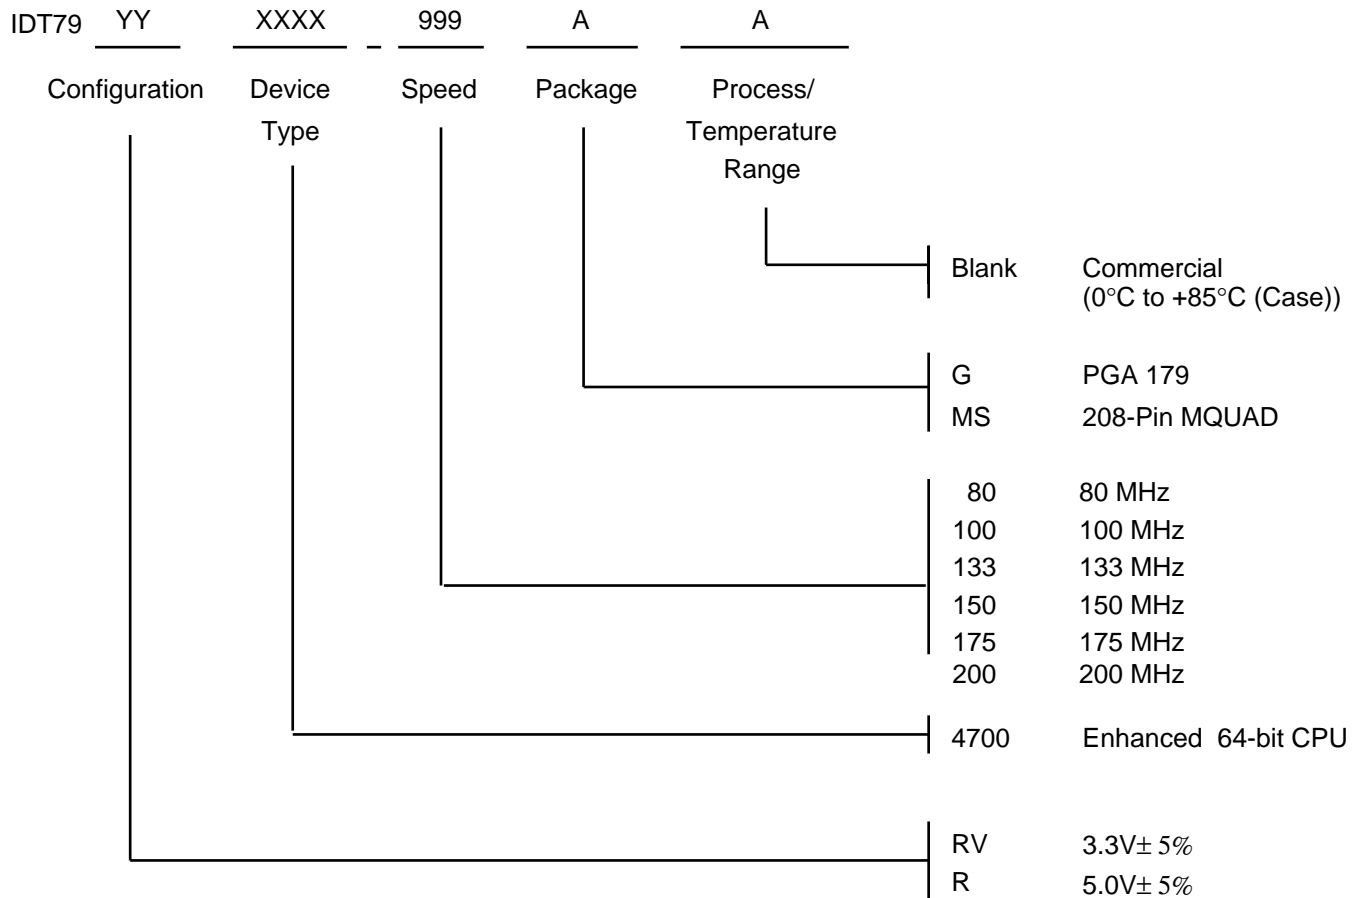 IDT79 YY XXXX - 999 A A
Configuration Device Type Speed Package Process/ Temperature Range
Blank Commercial
(0°C to +85°C (Case))
G PGA 179
MS 208-Pin MQUAD
80 80 MHz
100 100 MHz
133 133 MHz
150 150 MHz
175 175 MHz
200 200 MHz
4700 Enhanced 64-bit CPU
RV 3.3V± 5%
R 5.0V± 5%